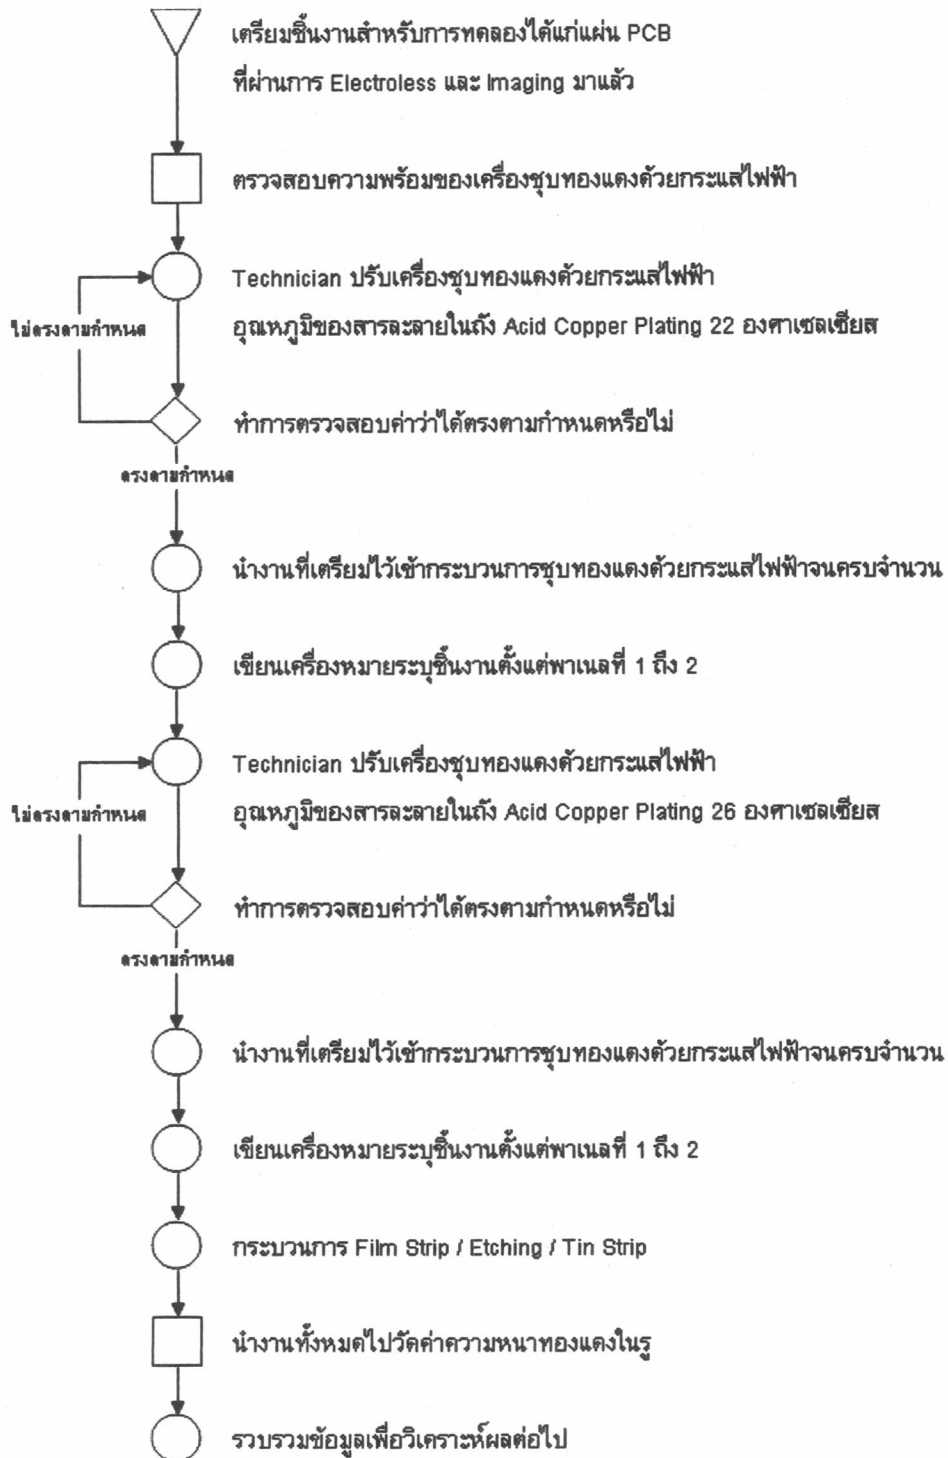 เตรียมชิ้นงานสำหรับการทดลองได้แก่แผ่น PCB
ที่ผ่านการ Electroless และ Imaging มาแล้ว
ตรวจสอบความพร้อมของเครื่องชุบทองแดงด้วยกระแสไฟฟ้า
Technician ปรับเครื่องชุบทองแดงด้วยกระแสไฟฟ้า
ไม่ตรงตามกำหนด
อุณหภูมิของสารละลายในถัง Acid Copper Plating 22 องศาเซลเซียส
ทำการตรวจสอบค่าว่าได้ตรงตามกำหนดหรือไม่
ตรงตามกำหนด
นำงานที่เตรียมไว้เข้ากระบวนการชุบทองแดงด้วยกระแสไฟฟ้าจนครบจำนวน
เขียนเครื่องหมายระบุชิ้นงานตั้งแต่พาเนลที่ 1 ถึง 2
Technician ปรับเครื่องชุบทองแดงด้วยกระแสไฟฟ้า
ไม่ตรงตามกำหนด
อุณหภูมิของสารละลายในถัง Acid Copper Plating 26 องศาเซลเซียส
ทำการตรวจสอบค่าว่าได้ตรงตามกำหนดหรือไม่
ตรงตามกำหนด
นำงานที่เตรียมไว้เข้ากระบวนการชุบทองแดงด้วยกระแสไฟฟ้าจนครบจำนวน
เขียนเครื่องหมายระบุชิ้นงานตั้งแต่พาเนลที่ 1 ถึง 2
กระบวนการ Film Strip / Etching / Tin Strip
นำงานทั้งหมดไปวัดค่าความหนาทองแดงในรู
รวบรวมข้อมูลเพื่อวิเคราะห์ผลต่อไป